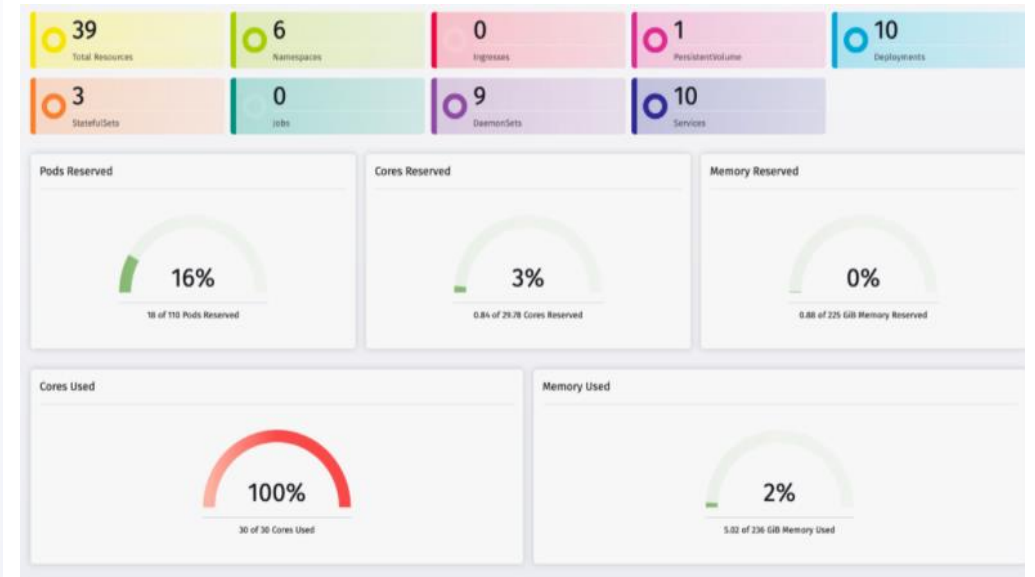 39
Total Resources
6
Namespaces
0
Ingresses
1
PersistentVolume
10
Deployments
3
StatefulSets
0
Jobs
9
DaemonSets
10
Services
Pods Reserved
16%
18 of 110 Pods Reserved
Cores Reserved
3%
0.84 of 29.78 Cores Reserved
Memory Reserved
0%
0.88 of 225 GiB Memory Reserved
Cores Used
100%
30 of 30 Cores Used
Memory Used
2%
5.02 of 236 GiB Memory Used